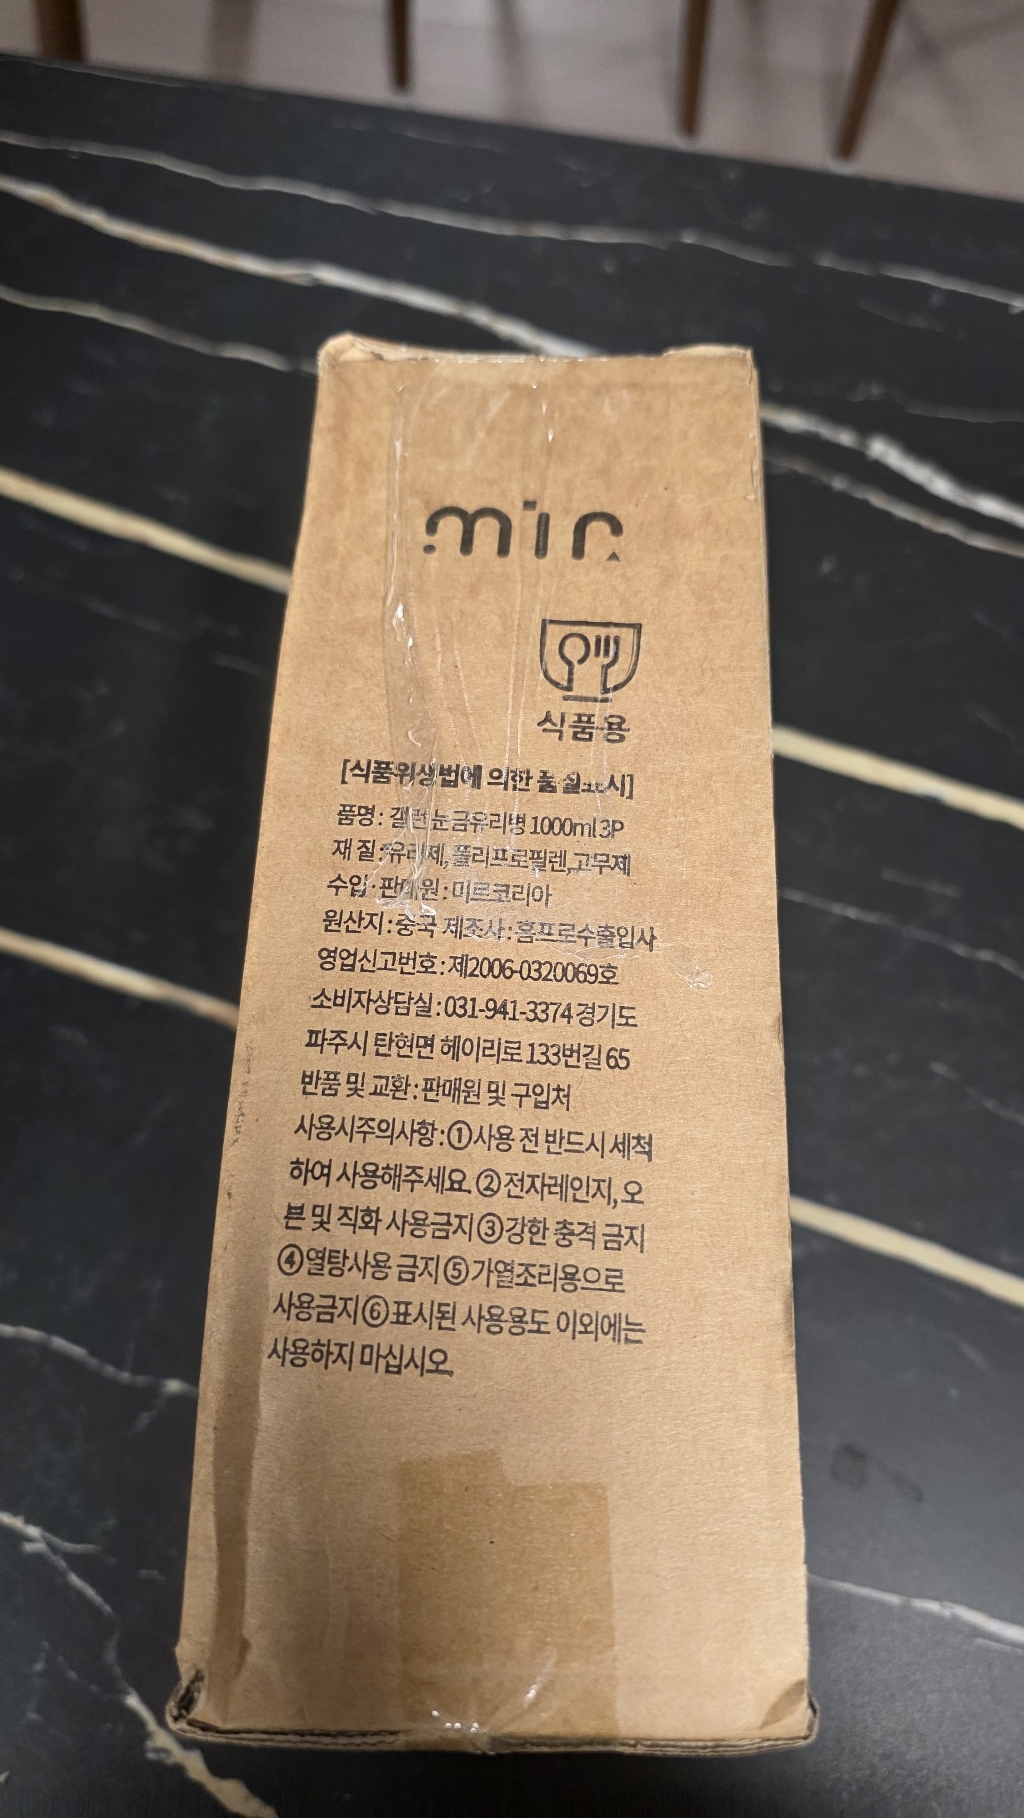 mir
식품용
[식품위생법에 의한 품질표시]
품명 : 갤런눈금유리병 1000ml 3P
재 질 : 유리제, 폴리프로필렌, 고무제
수입·판매원 : 미르코리아
원산지 : 중국 제조사 : 홈프로수출입사
영업신고번호 : 제2006-0320069호
소비자상담실 : 031-941-3374 경기도
파주시 탄현면 헤이리로 133번길 65
반품 및 교환 : 판매원 및 구입처
사용시주의사항 : ①사용 전 반드시 세척
하여 사용해주세요. ②전자레인지, 오
븐 및 직화 사용금지 ③강한 충격 금지
④열탕사용 금지 ⑤가열조리용으로
사용금지 ⑥표시된 사용용도 이외에는
사용하지 마십시오.